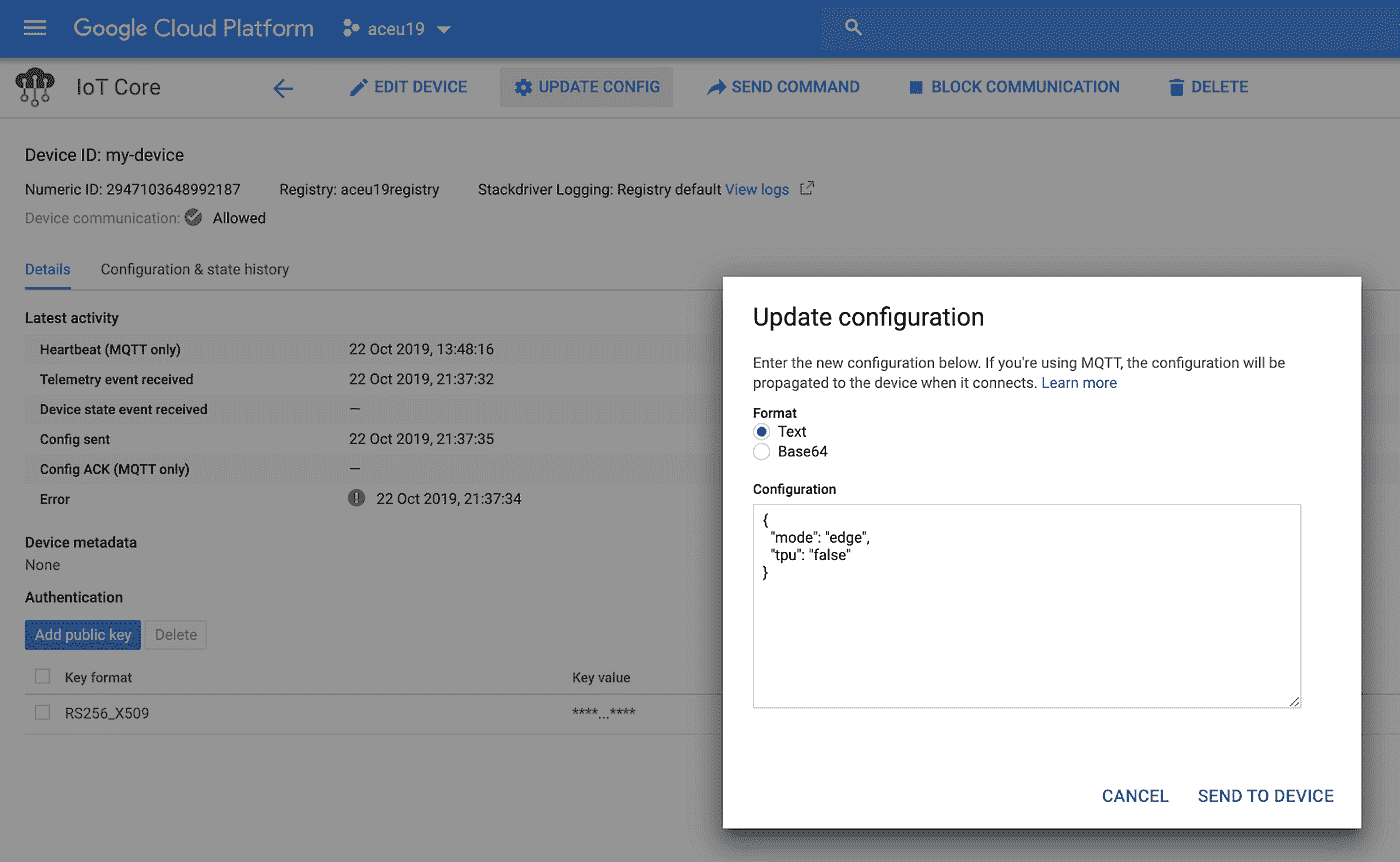 Google Cloud Platform aceu19
IoT Core EDIT DEVICE UPDATE CONFIG SEND COMMAND BLOCK COMMUNICATION DELETE
Device ID: my-device
Numeric ID: 2947103648992187 Registry: aceu19registry Stackdriver Logging: Registry default View logs
Device communication: Allowed
Details Configuration & state history
Latest activity
Heartbeat (MQTT only) 22 Oct 2019, 13:48:16
Telemetry event received 22 Oct 2019, 21:37:32
Device state event received —
Config sent 22 Oct 2019, 21:37:35
Config ACK (MQTT only) —
Error 22 Oct 2019, 21:37:34
Device metadata
None
Authentication
Add public key Delete
Key format Key value
RS256_X509 ****...****
Update configuration
Enter the new configuration below. If you're using MQTT, the configuration will be
propagated to the device when it connects. Learn more
Format
Text
Base64
Configuration
{
"mode": "edge",
"tpu": "false"
}
CANCEL SEND TO DEVICE